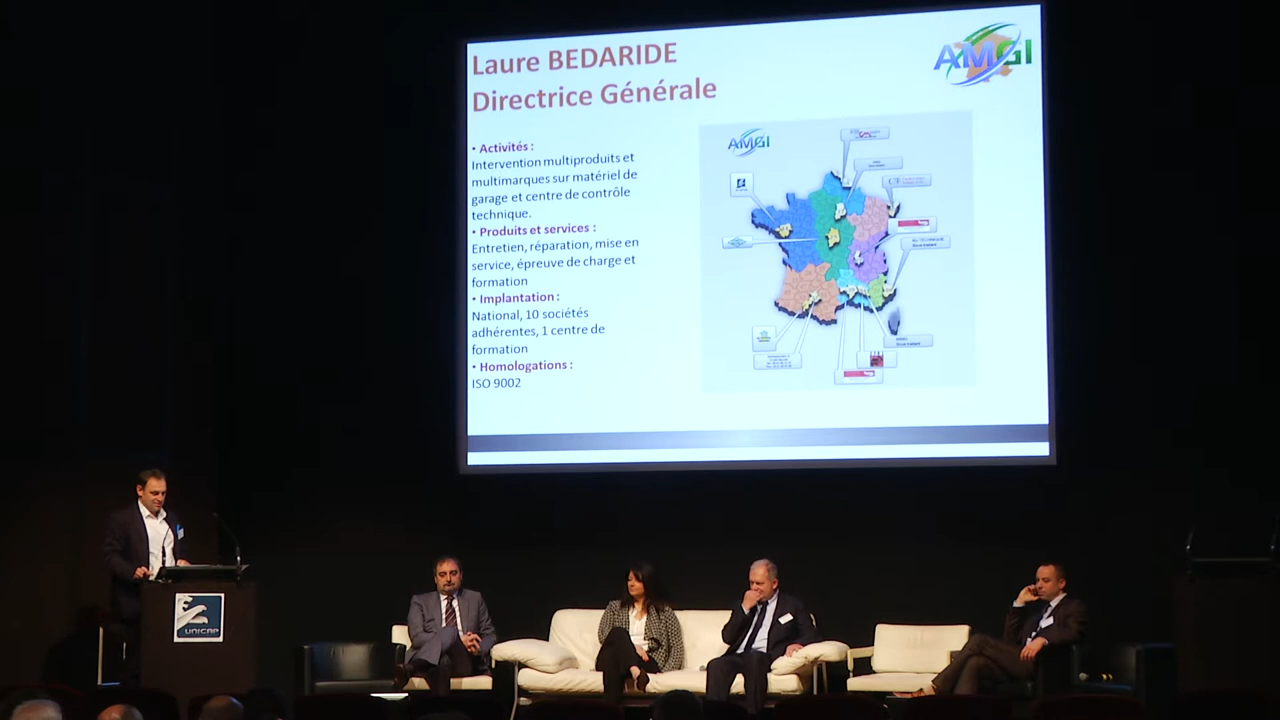 Laure BEDARIDE
Directrice Générale
AMGI
• Activités :
Intervention multiproduits et
multimarques sur matériel de
garage et centre de contrôle
technique.
• Produits et services :
Entretien, réparation, mise en
service, épreuve de charge et
formation
• Implantation :
National, 10 sociétés
adhérentes, 1 centre de
formation
• Homologations :
ISO 9002
AMGI
UNICAP